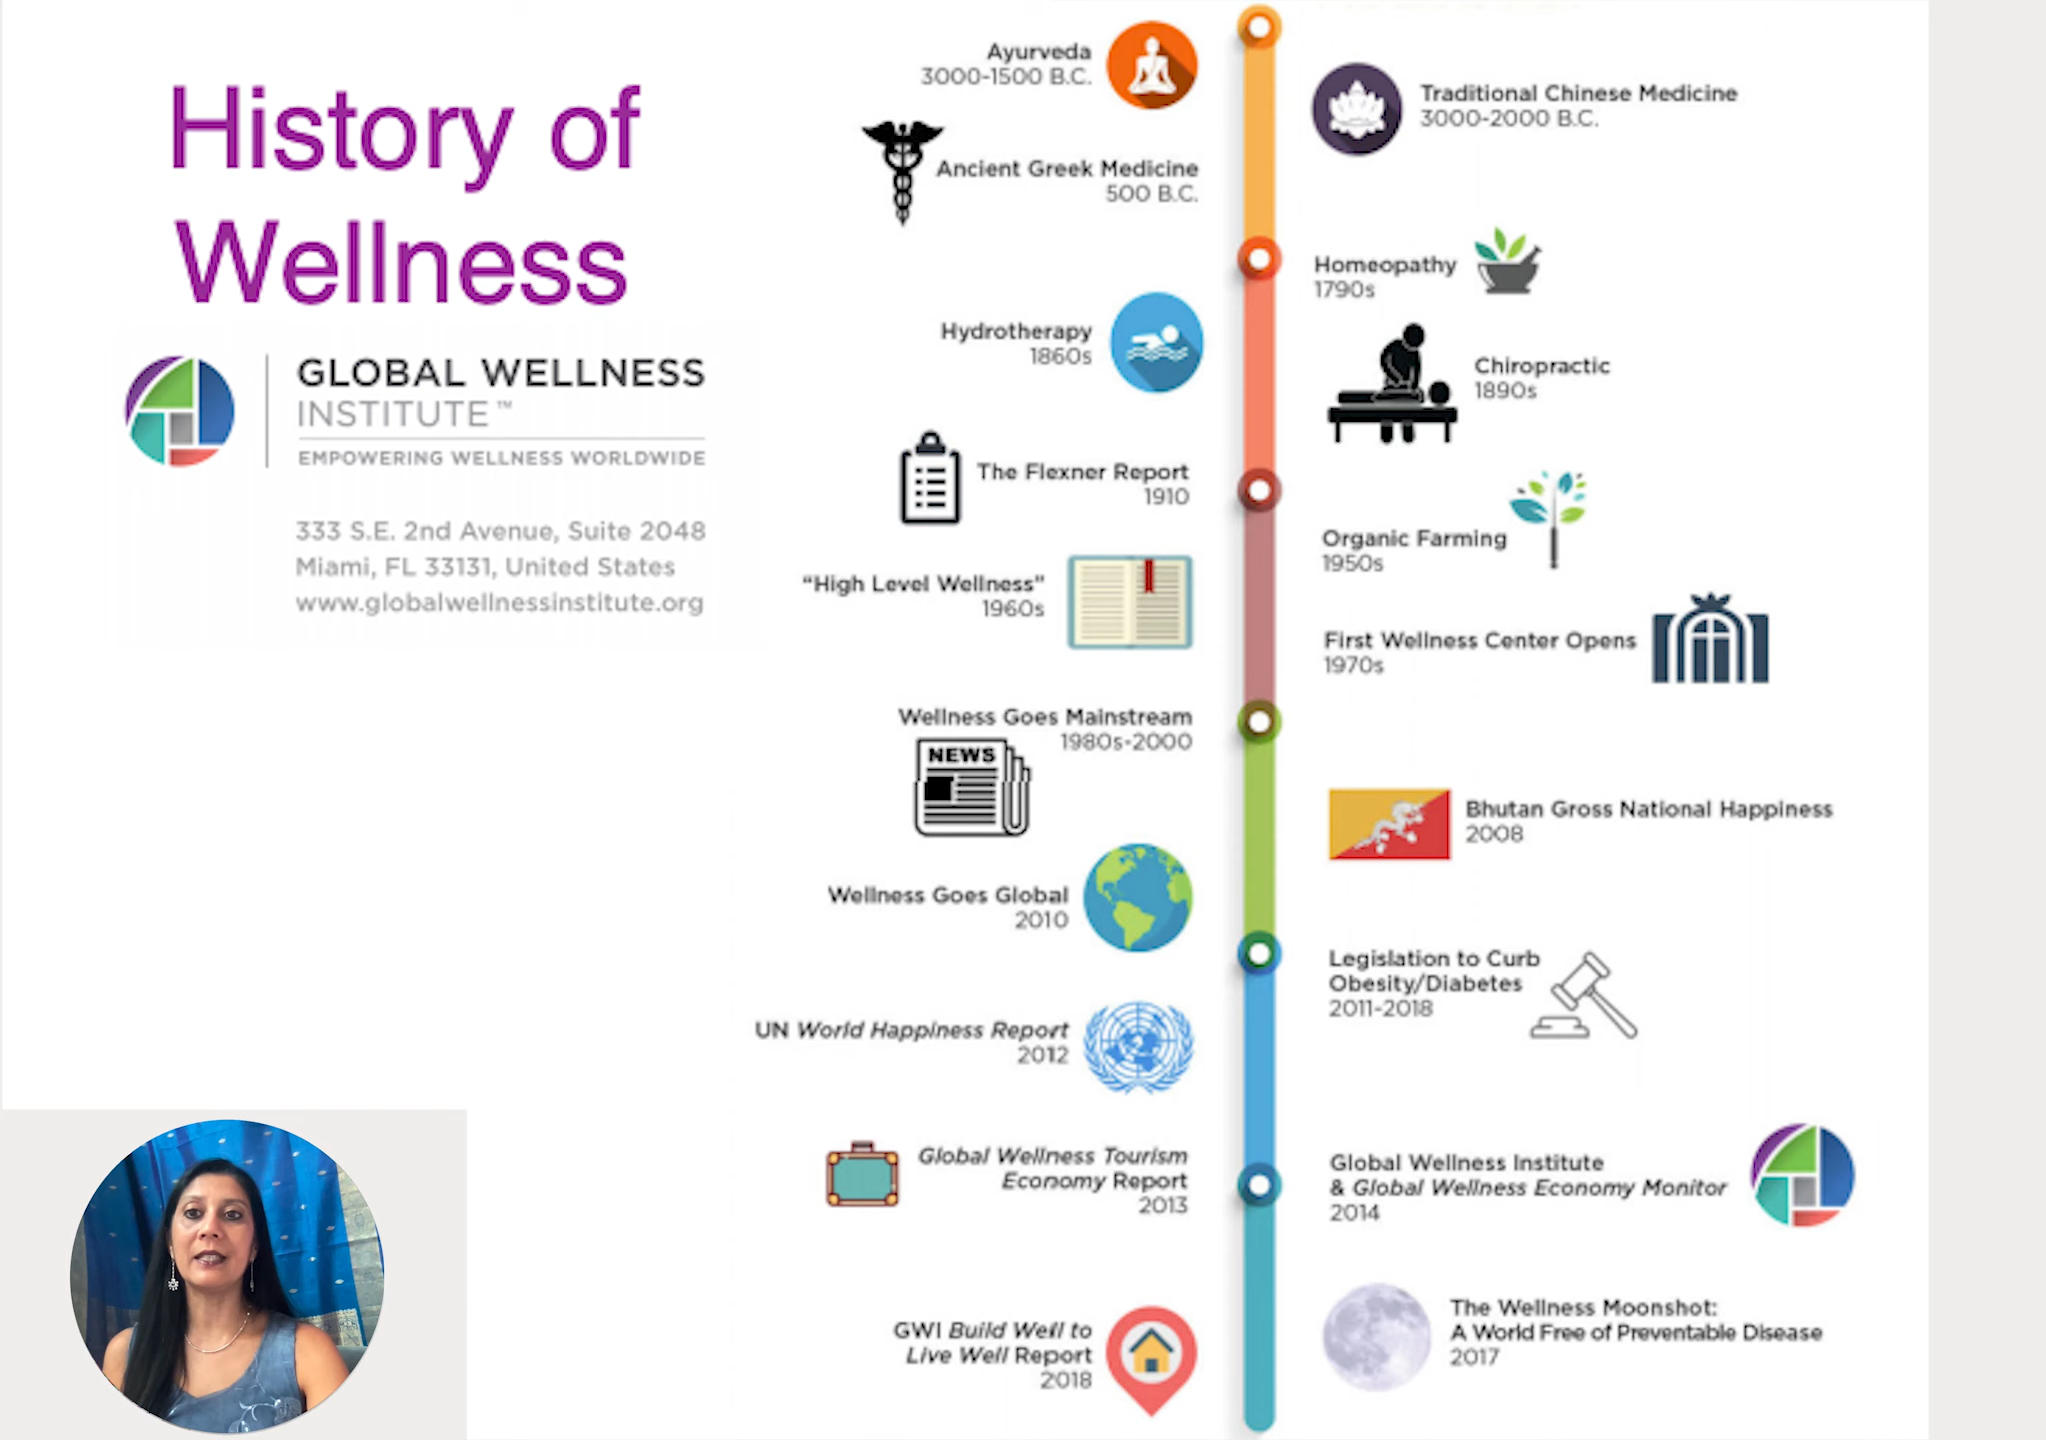 History of
Wellness
GLOBAL WELLNESS
INSTITUTE™
EMPOWERING WELLNESS WORLDWIDE
333 S.E. 2nd Avenue, Suite 2048
Miami, FL 33131, United States
www.globalwellnessinstitute.org
Ayurveda
3000-1500 B.C.
Traditional Chinese Medicine
3000-2000 B.C.
Ancient Greek Medicine
500 B.C.
Homeopathy
1790s
Hydrotherapy
1860s
Chiropractic
1890s
The Flexner Report
1910
Organic Farming
1950s
"High Level Wellness"
1960s
First Wellness Center Opens
1970s
Wellness Goes Mainstream
1980s-2000
NEWS
Bhutan Gross National Happiness
2008
Wellness Goes Global
2010
Legislation to Curb
Obesity/Diabetes
2011-2018
UN World Happiness Report
2012
Global Wellness Tourism
Economy Report
2013
Global Wellness Institute
& Global Wellness Economy Monitor
2014
The Wellness Moonshot:
A World Free of Preventable Disease
2017
GWI Build Well to
Live Well Report
2018